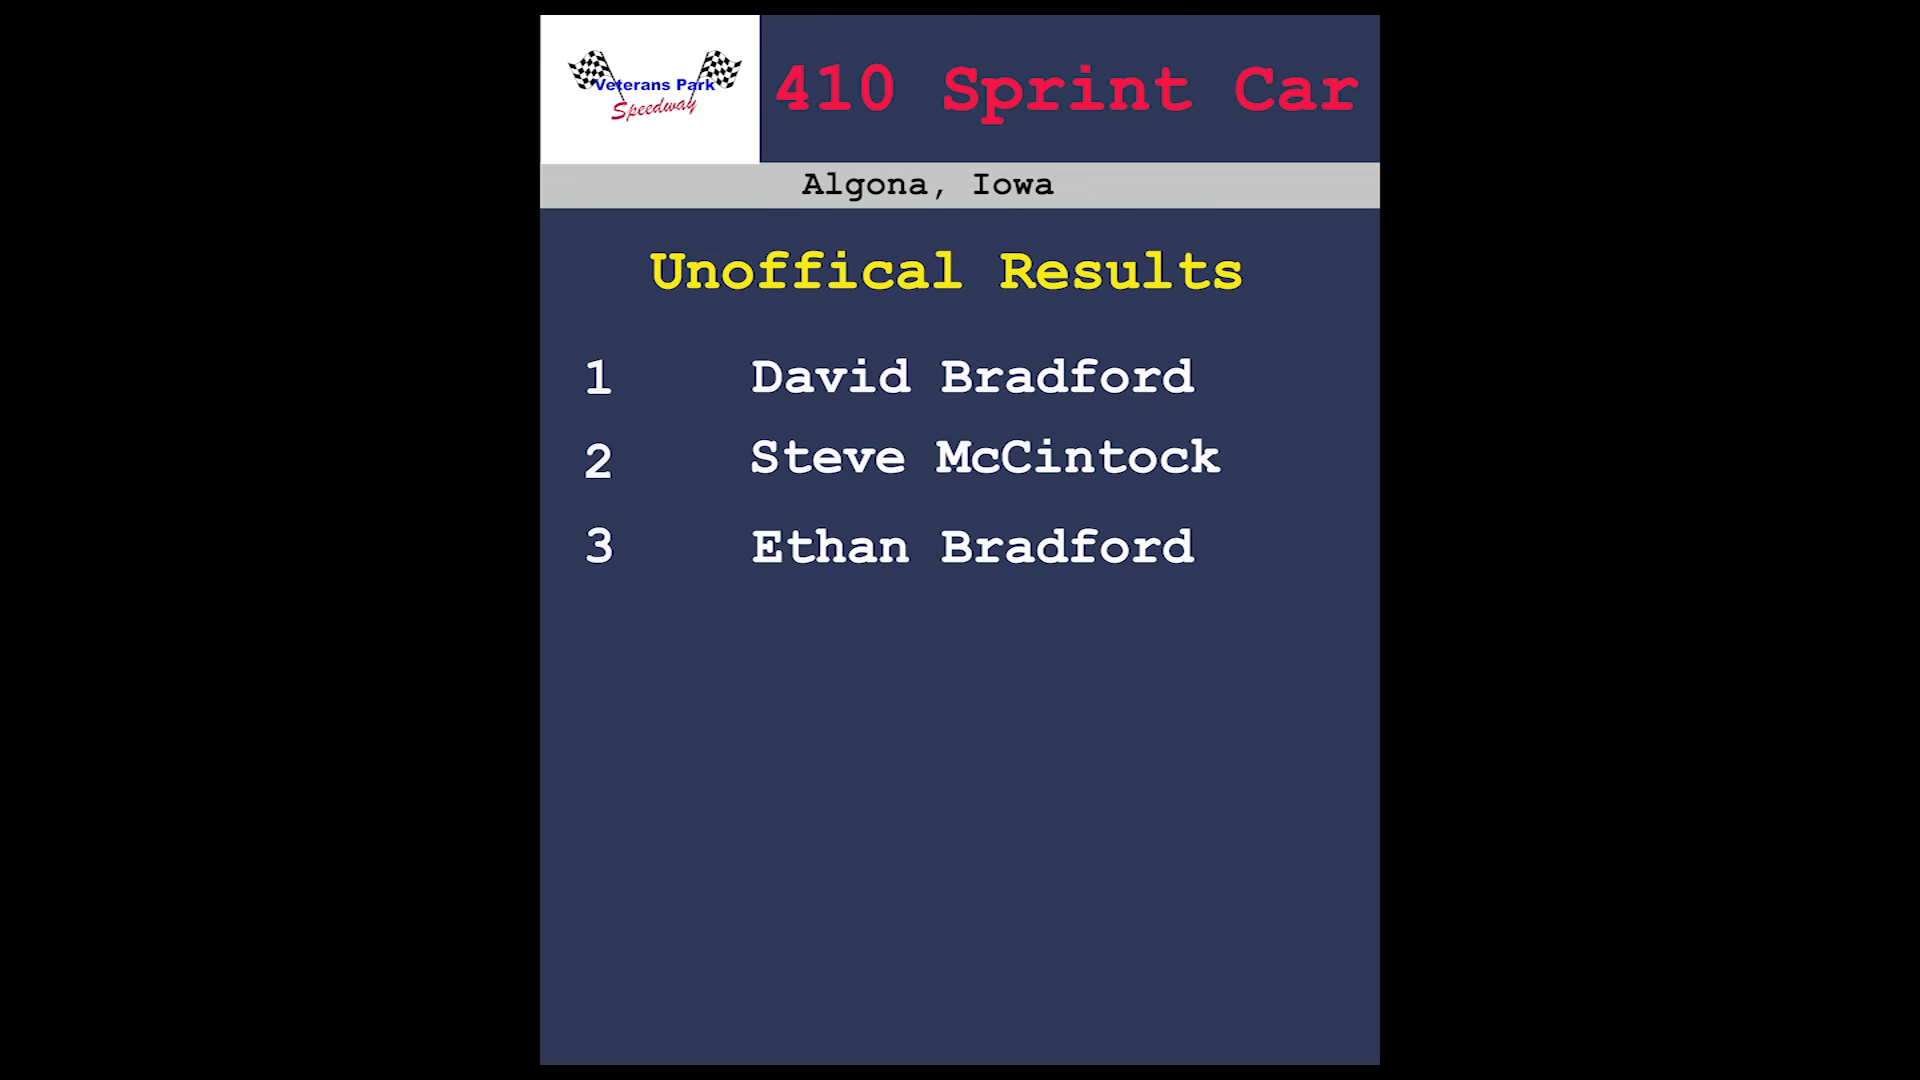 Veterans Park
Speedway
410 Sprint Car
Algona, Iowa
Unoffical Results
1 David Bradford
2 Steve McCintock
3 Ethan Bradford